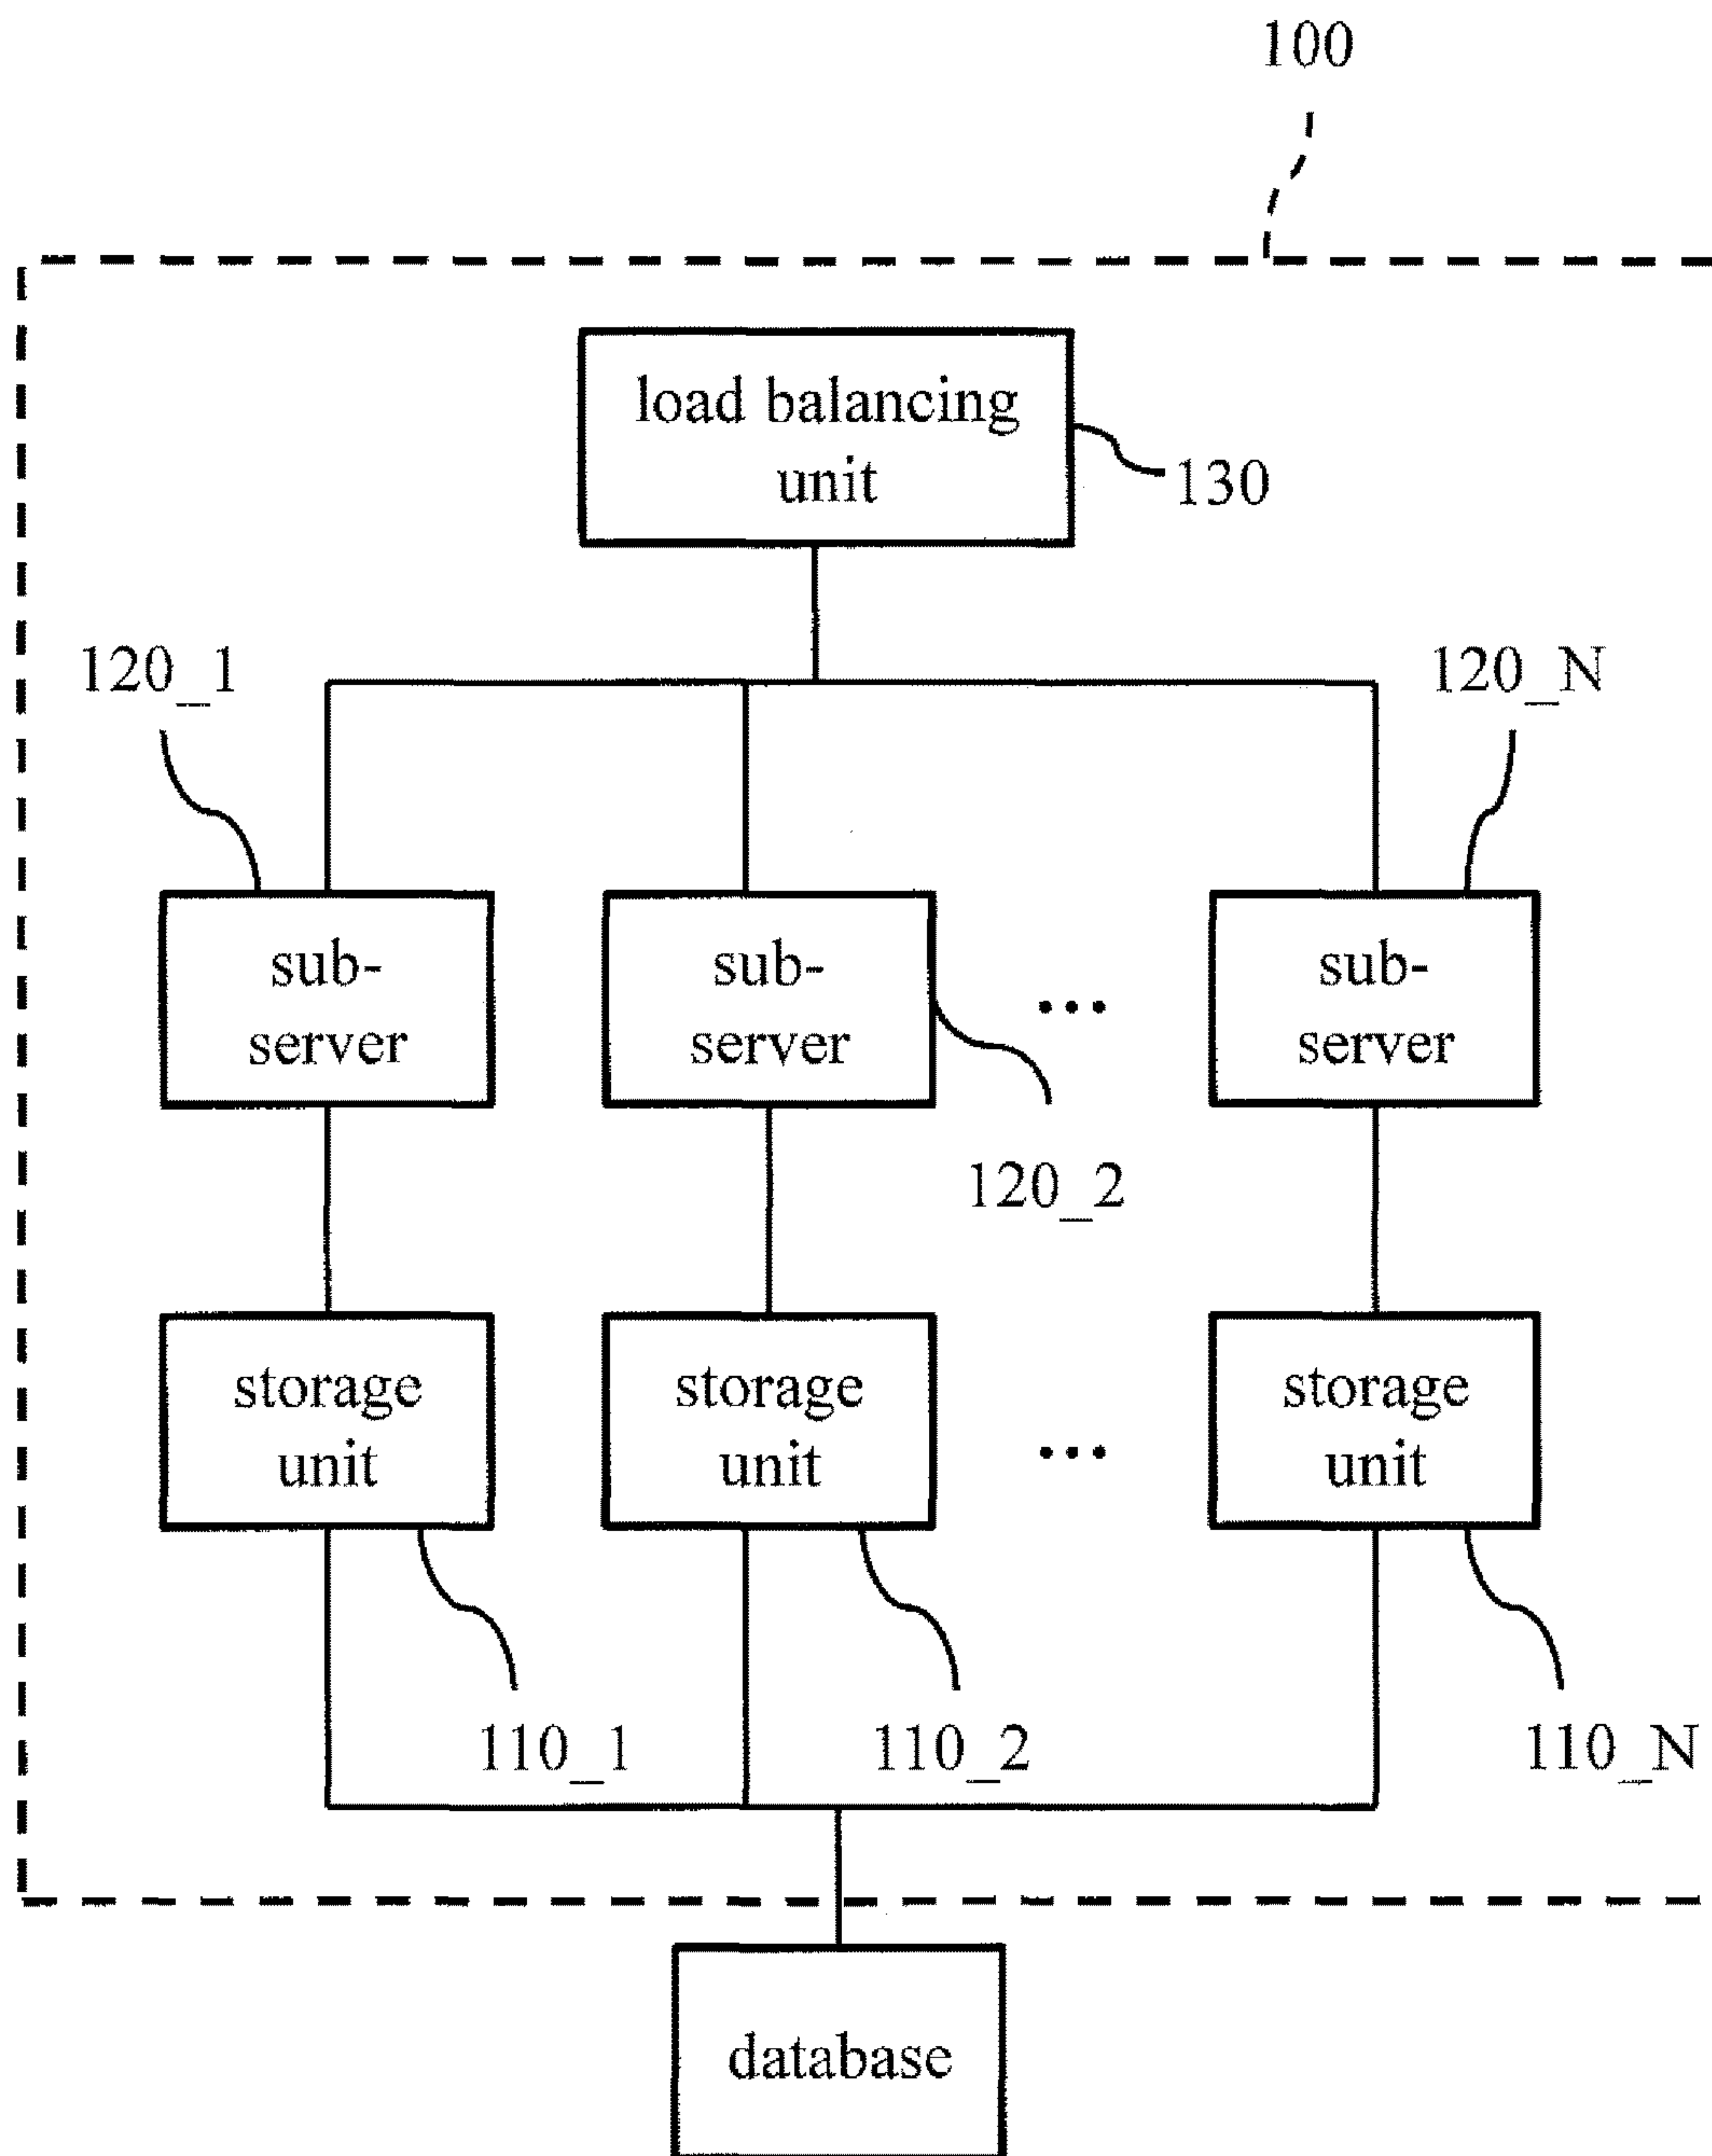 100
load balancing
unit
130
120_1
120_N
sub-
server
sub-
server
...
sub-
server
120_2
storage
unit
storage
unit
...
storage
unit
110_1
110_2
110_N
database